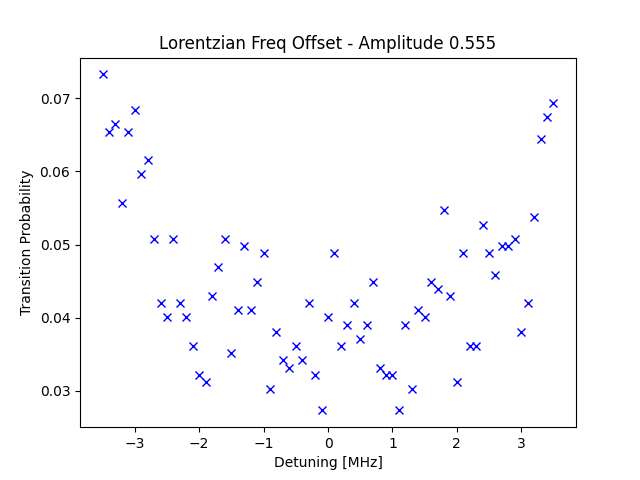 Lorentzian Freq Offset - Amplitude 0.555
0.07
0.06
0.05
0.04
0.03
Transition Probability
−3 −2 −1 0 1 2 3
Detuning [MHz]